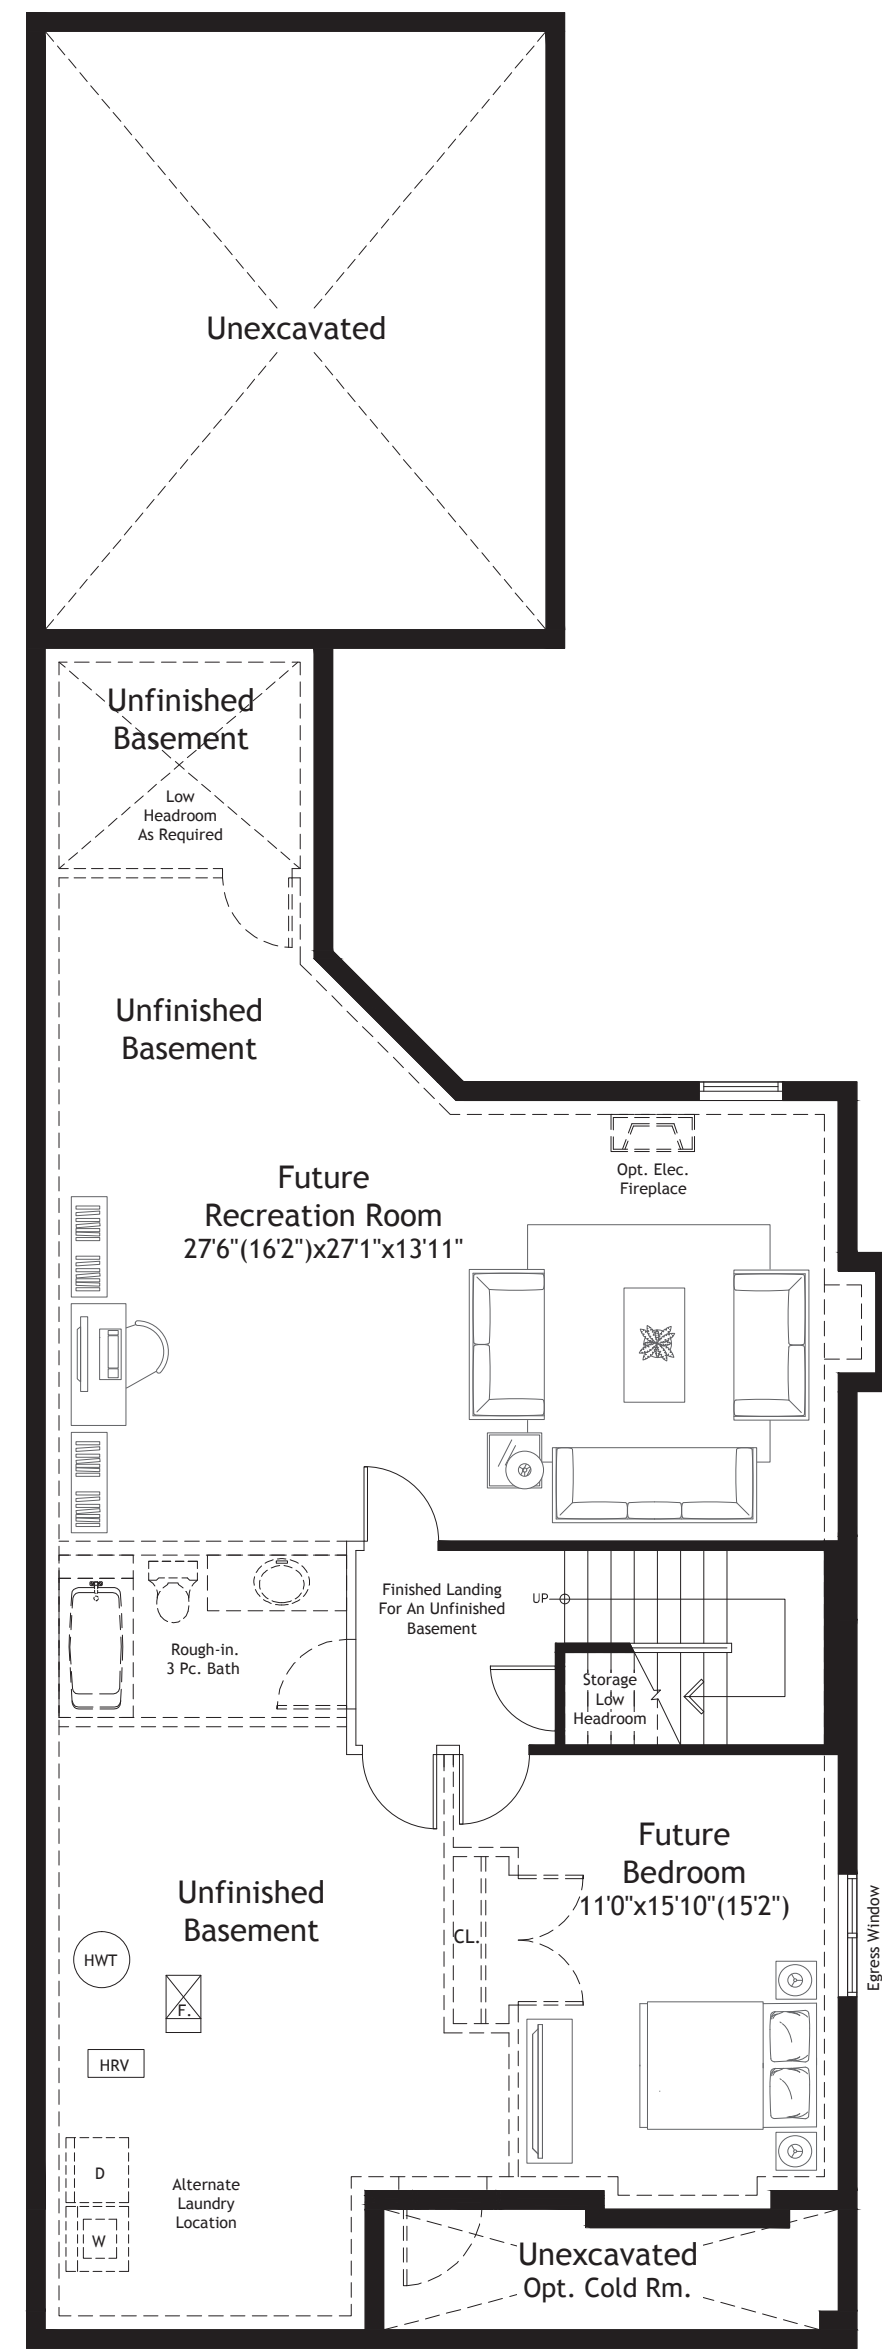 Unexcavated
Unfinished
Basement
Low
Headroom
As Required
Unfinished
Basement
Opt. Elec.
Fireplace
Future
Recreation Room
27'6"(16'2")x27'1"x13'11"
Finished Landing
For An Unfinished
Basement
UP
Rough-in.
3 Pc. Bath
Storage
Low
Headroom
Future
Bedroom
11'0"x15'10"(15'2")
Egress Window
Unfinished
Basement
CL.
HWT
F.
HRV
D
W
Alternate
Laundry
Location
Unexcavated
Opt. Cold Rm.